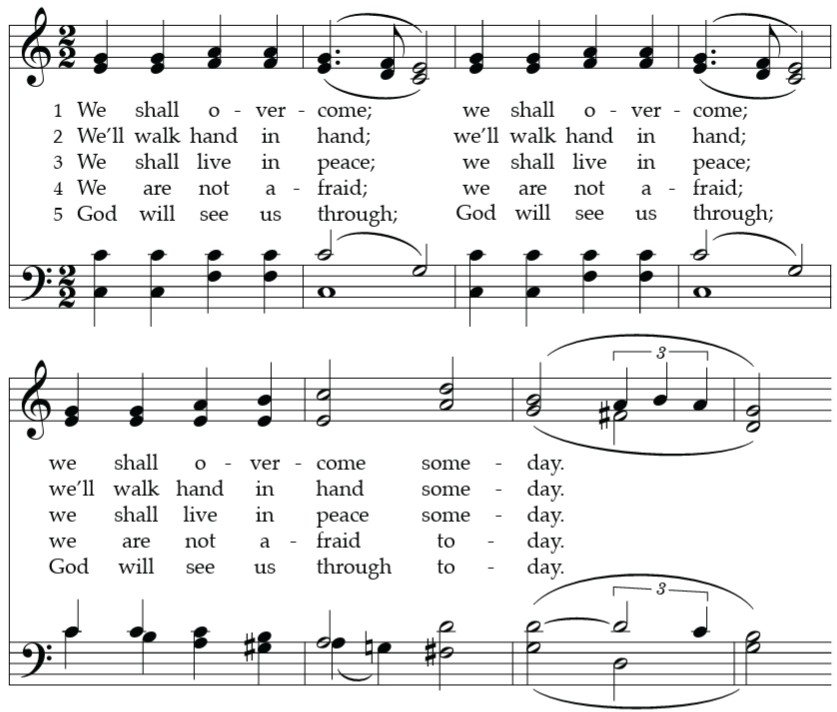 2
2
1 We shall o - ver - come; we shall o - ver - come;
2 We’ll walk hand in hand; we’ll walk hand in hand;
3 We shall live in peace; we shall live in peace;
4 We are not a - fraid; we are not a - fraid;
5 God will see us through; God will see us through;
2
2
3
we shall o - ver - come some - day.
we’ll walk hand in hand some - day.
we shall live in peace some - day.
we are not a - fraid to - day.
God will see us through to - day.
3